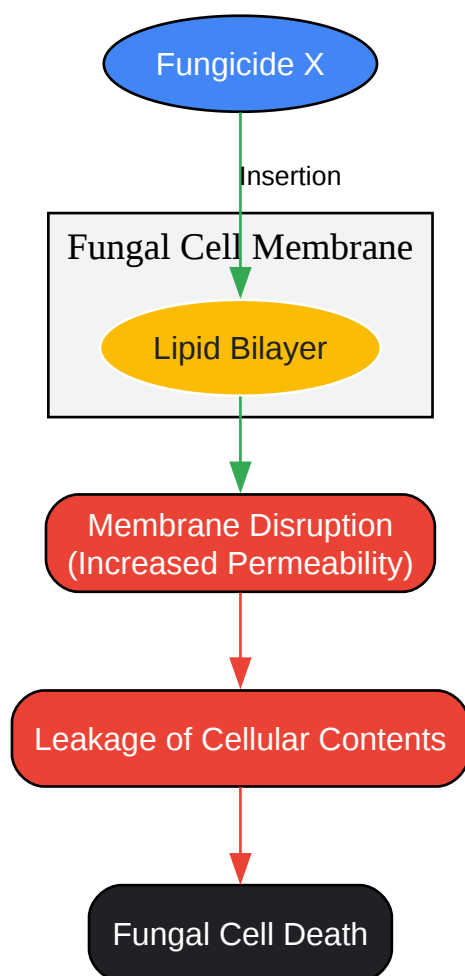 Fungicide X
Insertion
Fungal Cell Membrane
Lipid Bilayer
Membrane Disruption
(Increased Permeability)
Leakage of Cellular Contents
Fungal Cell Death